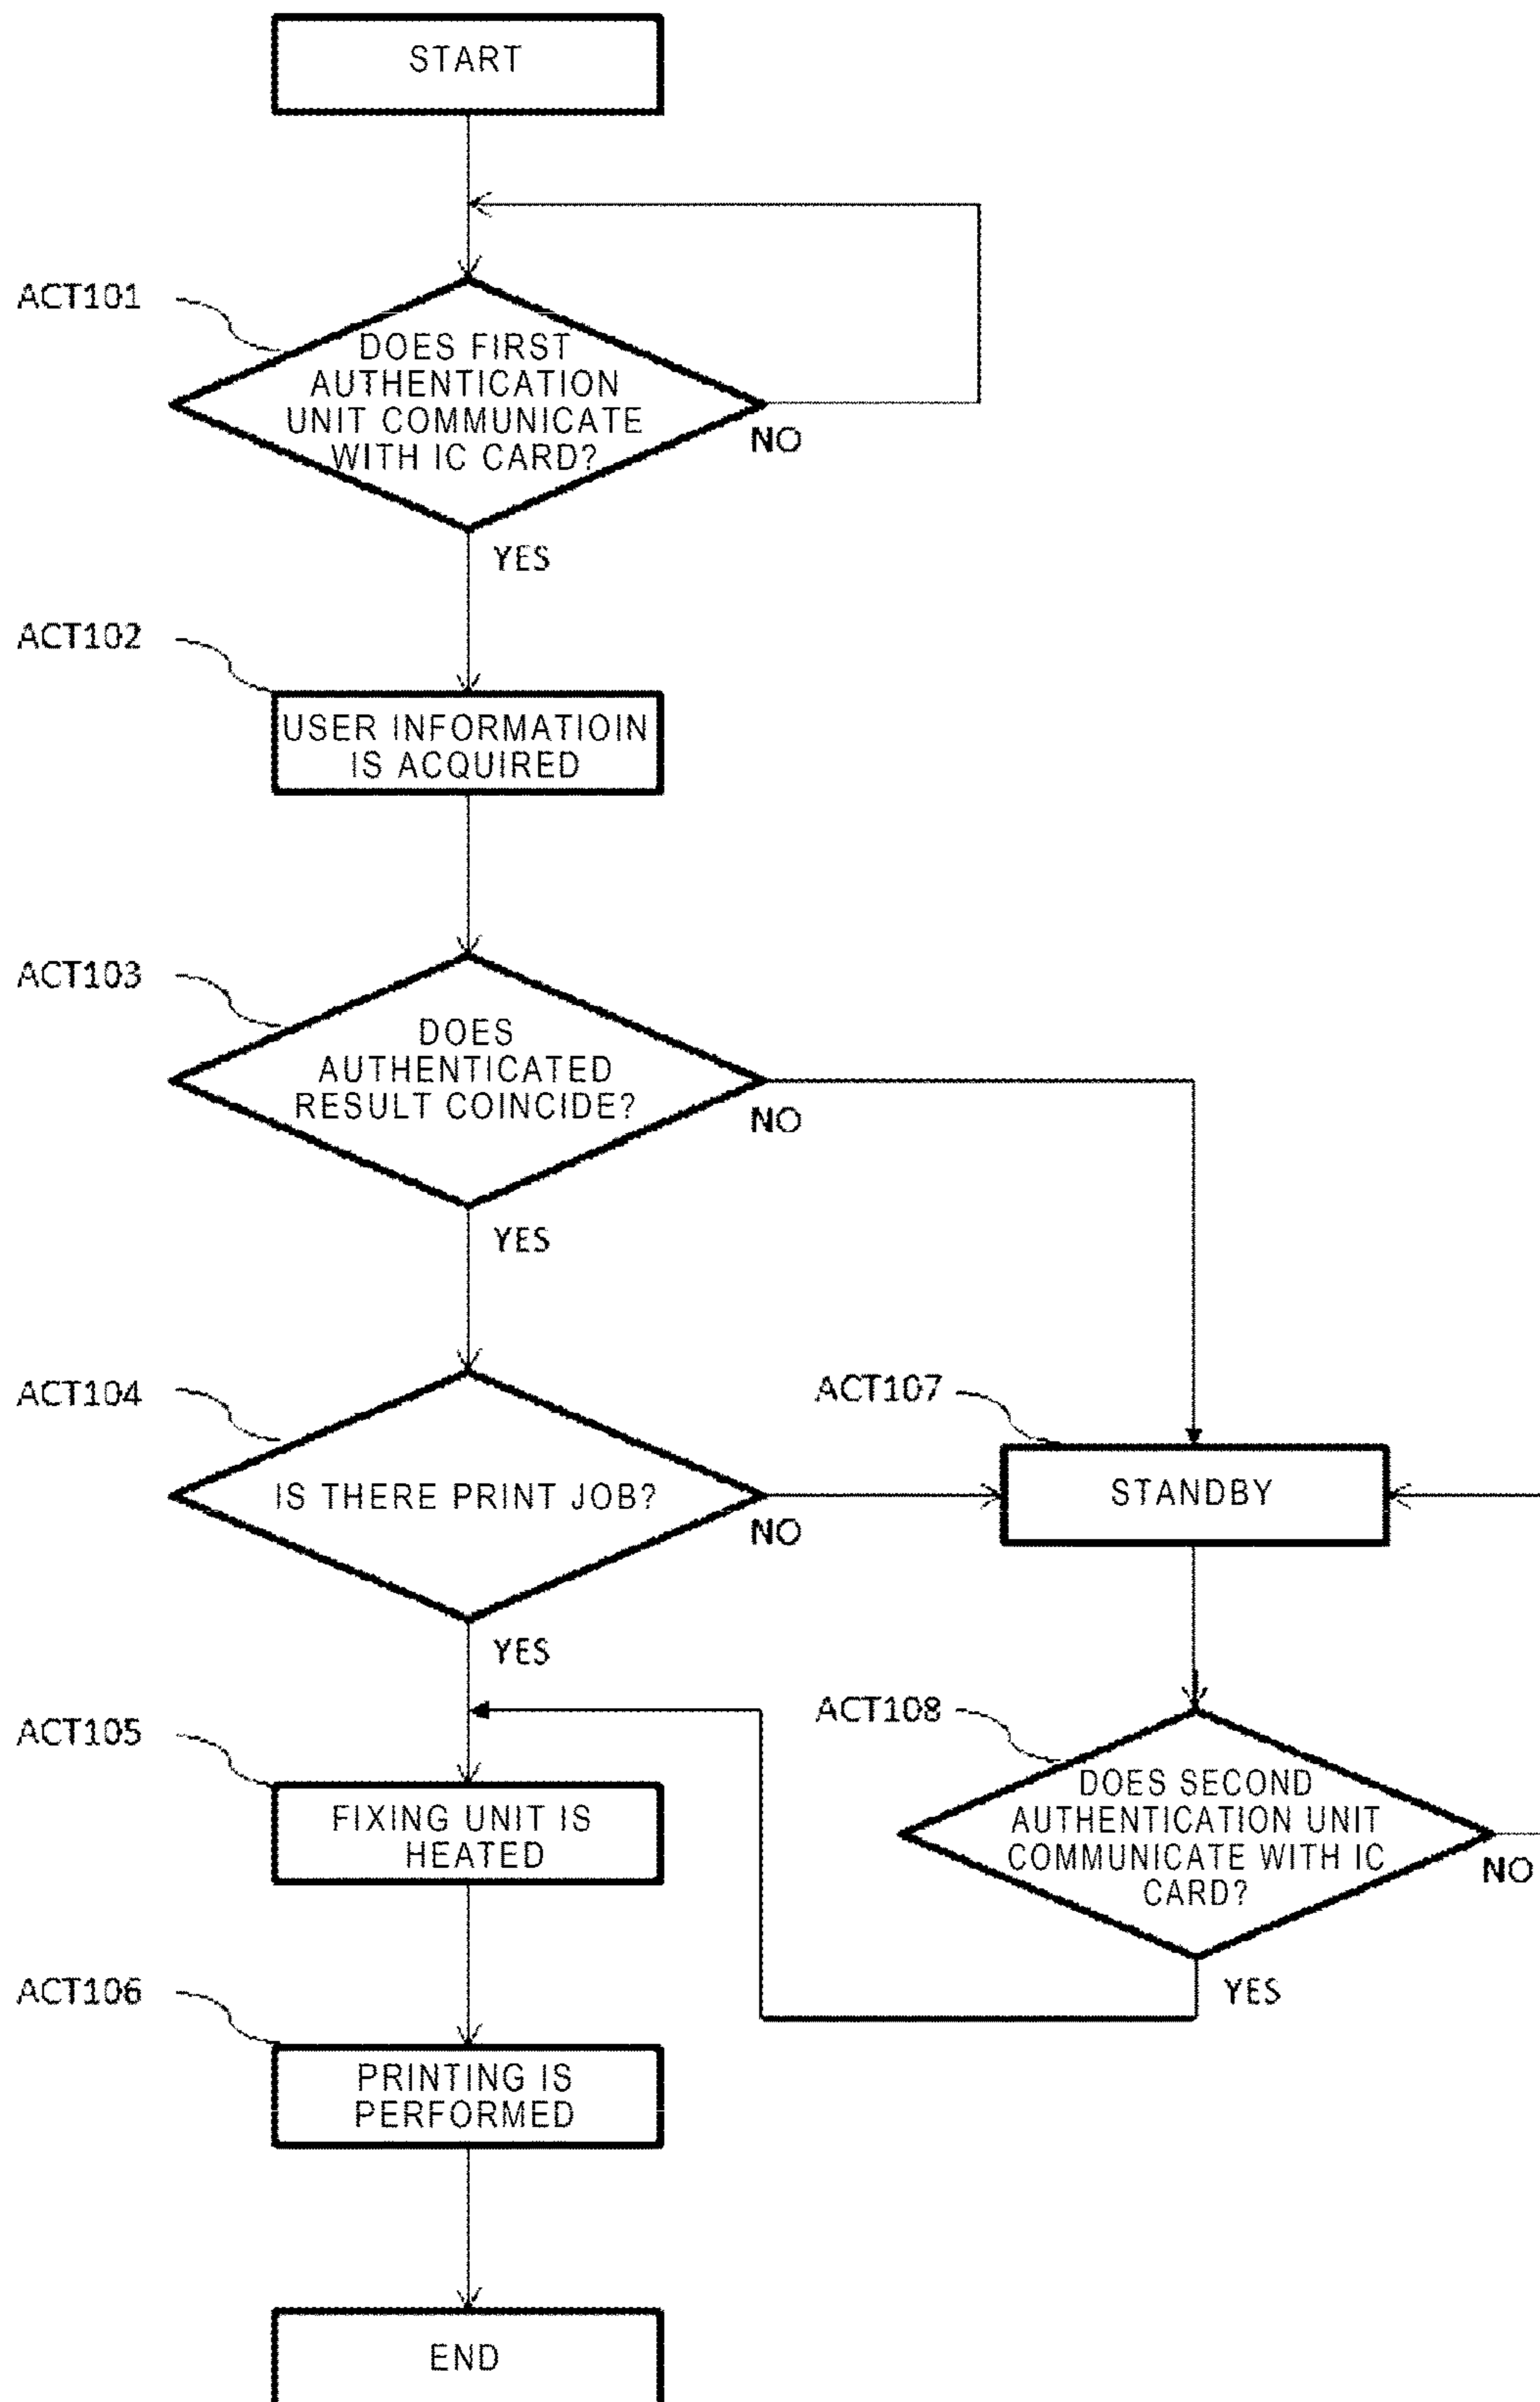 START
ACT101
DOES FIRST
AUTHENTICATION
UNIT COMMUNICATE
WITH IC CARD?
NO
YES
ACT102
USER INFORMATIOIN
IS ACQUIRED
ACT103
DOES
AUTHENTICATED
RESULT COINCIDE?
NO
YES
ACT104
IS THERE PRINT JOB?
NO
YES
ACT107
STANDBY
ACT105
FIXING UNIT IS
HEATED
ACT108
DOES SECOND
AUTHENTICATION UNIT
COMMUNICATE WITH IC
CARD?
NO
YES
ACT106
PRINTING IS
PERFORMED
END